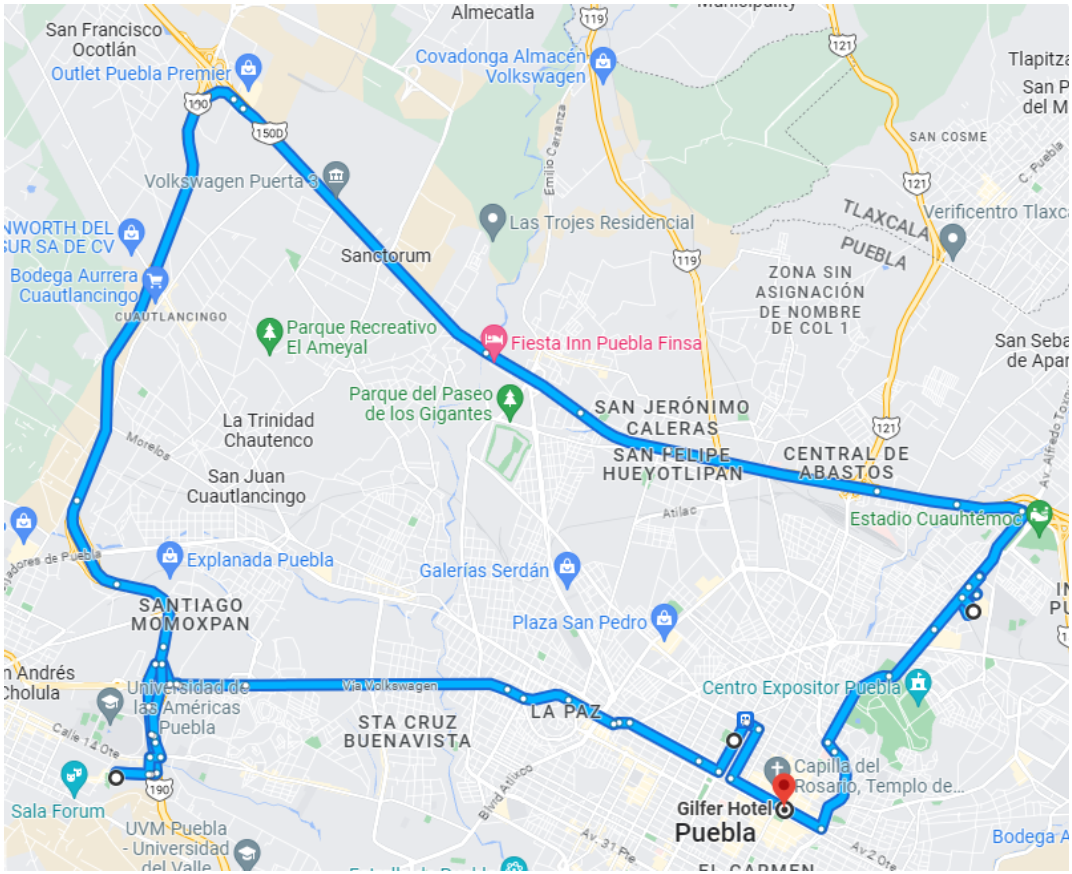 San Francisco
Ocotlán
Almecatla
119
121
Outlet Puebla Premier
Covadonga Almacén
Volkswagen
Tlapitza
San P
del M
190
150D
Emilio Carranza
SAN COSME
C. Puebla
Volkswagen Puerta 3
121
TLAXCALA
PUEBLA
Verificentro Tlaxca
NWORTH DEL
SUR SA DE CV
Las Trojes Residencial
Sanctorum
119
Bodega Aurrera
Cuautlancingo
CUAUTLANCINGO
ZONA SIN
ASIGNACIÓN
DE NOMBRE
DE COL 1
Parque Recreativo
El Ameyal
Fiesta Inn Puebla Finsa
San Seba
de Apar
Parque del Paseo
de los Gigantes
La Trinidad
Chautenco
SAN JERÓNIMO
CALERAS
121
Av. Alfredo Toxq
Morelos
SAN FELIPE
HUEYOTLIPAN
CENTRAL DE
ABASTOS
San Juan
Cuautlancingo
Atilac
Estadio Cuauhtémoc
jadores de Puebla
Explanada Puebla
Galerías Serdán
SANTIAGO
MOMOXPAN
Plaza San Pedro
IN
PU
n Andrés
Cholula
Universidad de
las Américas
Puebla
Vía Volkswagen
Centro Expositor Puebla
LA PAZ
STA CRUZ
BUENAVISTA
Calle 14 Ote
190
Sala Forum
Blvrd Atlixco
Capilla del
Rosario, Templo de...
Gilfer Hotel
Puebla
UVM Puebla
- Universidad
del Valle
Av. 31 Pte.
Av 2 Ote
Bodega A
EL CARMEN